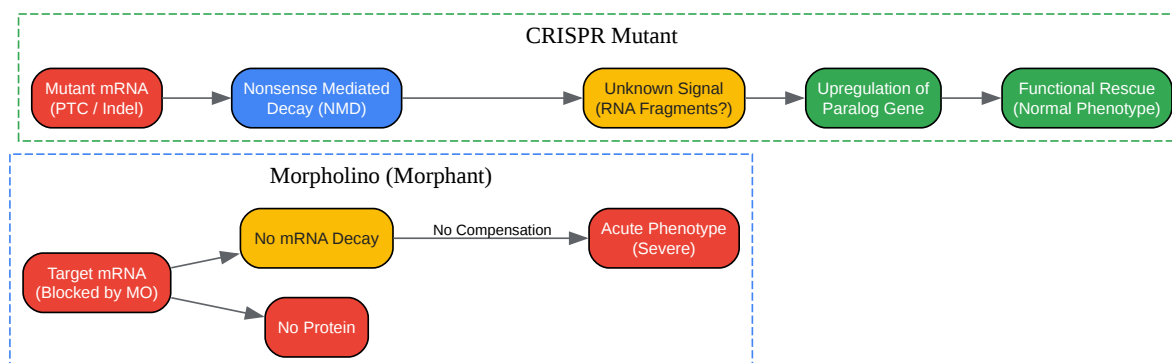 CRISPR Mutant
Mutant mRNA
(PTC / Indel)
Nonsense Mediated
Decay (NMD)
Unknown Signal
(RNA Fragments?)
Upregulation of
Paralog Gene
Functional Rescue
(Normal Phenotype)
Morpholino (Morphant)
Target mRNA
(Blocked by MO)
No mRNA Decay
No Compensation
Acute Phenotype
(Severe)
No Protein